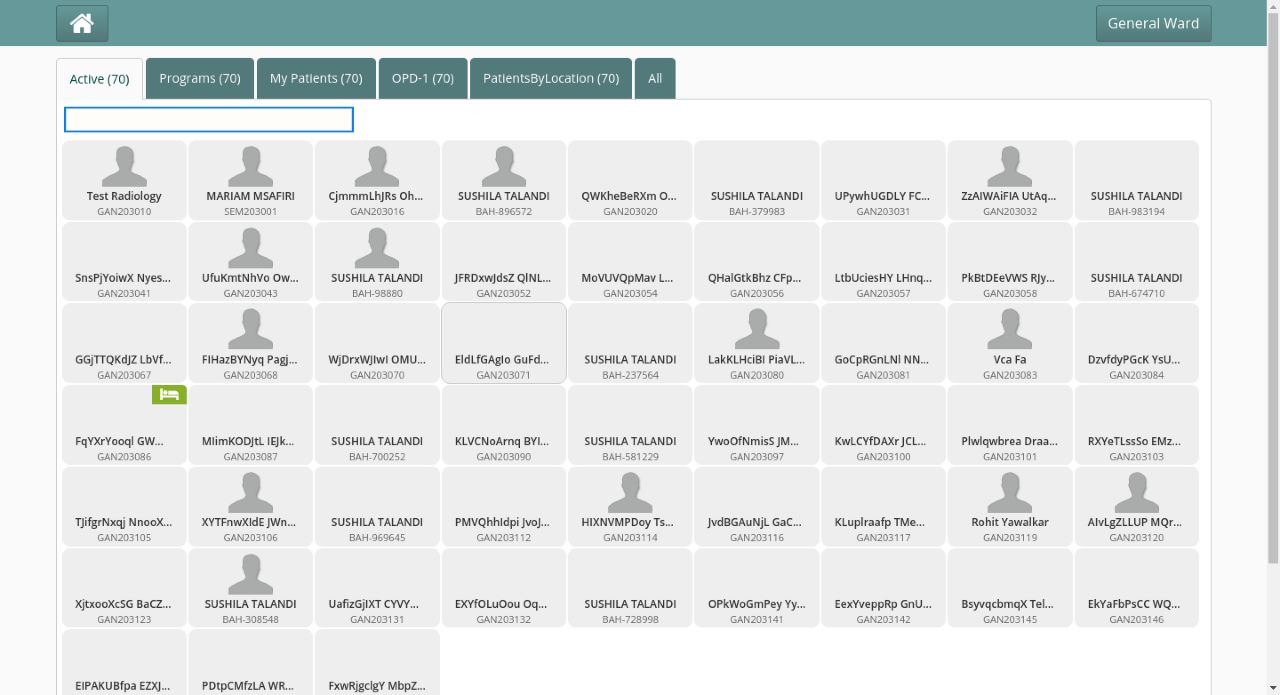 General Ward
Active (70)
Programs (70)
My Patients (70)
OPD-1 (70)
PatientsByLocation (70)
All
Test Radiology
GAN203010
MARIAM MSAFIRI
SEM203001
CjmmmLhJRs Oh...
GAN203016
SUSHILA TALANDI
BAH-896572
QWKheBeRXm O...
GAN203020
SUSHILA TALANDI
BAH-379983
UPywhUGDLY FC...
GAN203031
ZzAIWAiFIA UtAq...
GAN203032
SUSHILA TALANDI
BAH-983194
SnsPjYoiwX Nyes...
GAN203041
UfuKmtNhVo Ow...
GAN203043
SUSHILA TALANDI
BAH-98880
JFRDxwJdsZ QlNL...
GAN203052
MoVUVQpMav L...
GAN203054
QHalGtkBhz CFp...
GAN203056
LtbUciesHY LHnq...
GAN203057
PkBtDEeVWS RJy...
GAN203058
SUSHILA TALANDI
BAH-674710
GGjTTQKdJZ LbVf...
GAN203067
FIHazBYNyq Pagj...
GAN203068
WjDrxWJIwI OMU...
GAN203070
EldLfGAgIo GuFd...
GAN203071
SUSHILA TALANDI
BAH-237564
LakKLHciBI PiaVL...
GAN203080
GoCpRGnLNl NN...
GAN203081
Vca Fa
GAN203083
DzvfdyPGcK YsU...
GAN203084
FqYXrYooql GW...
GAN203086
MIimKODJtL IEJk...
GAN203087
SUSHILA TALANDI
BAH-700252
KLVCNoArnq BYI...
GAN203090
SUSHILA TALANDI
BAH-581229
YwoOfNmisS JM...
GAN203097
KwLCYfDAXr JCL...
GAN203100
Plwlqwbrea Draa...
GAN203101
RXYeTLssSo EMz...
GAN203103
TJifgrNxqj NnooX...
GAN203105
XYTFnwXIdE JWn...
GAN203106
SUSHILA TALANDI
BAH-969645
PMVQhhIdpi JvoJ...
GAN203112
HIXNVMPDoy Ts...
GAN203114
JvdBGAuNjL GaC...
GAN203116
KLuplraafp TMe...
GAN203117
Rohit Yawalkar
GAN203119
AIvLgZLLUP MQr...
GAN203120
XjtxooXcSG BaCZ...
GAN203123
SUSHILA TALANDI
BAH-308548
UafizGjIXT CYVY...
GAN203131
EXYfOLuOou Oq...
GAN203132
SUSHILA TALANDI
BAH-728998
OPkWoGmPey Yy...
GAN203141
EexYveppRp GnU...
GAN203142
BsyvqcbmqX Tel...
GAN203145
EkYaFbPsCC WQ...
GAN203146
EIPAKUBfpa EZXJ...
PDtpCMfzLA WR...
FxwRjgclgY MbpZ...